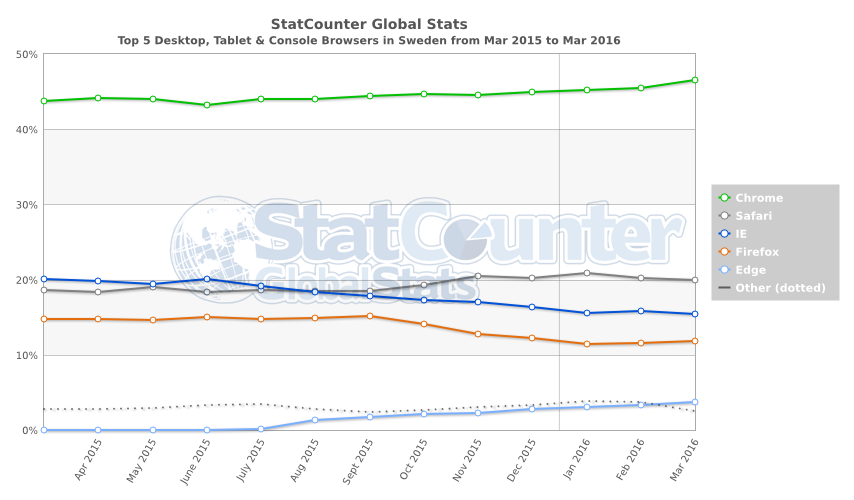 StatCounter Global Stats
Top 5 Desktop, Tablet & Console Browsers in Sweden from Mar 2015 to Mar 2016
50%
40%
30%
20%
10%
0%
StatCounter
GlobalStats
Chrome
Safari
IE
Firefox
Edge
Other (dotted)
Apr 2015
May 2015
June 2015
July 2015
Aug 2015
Sept 2015
Oct 2015
Nov 2015
Dec 2015
Jan 2016
Feb 2016
Mar 2016